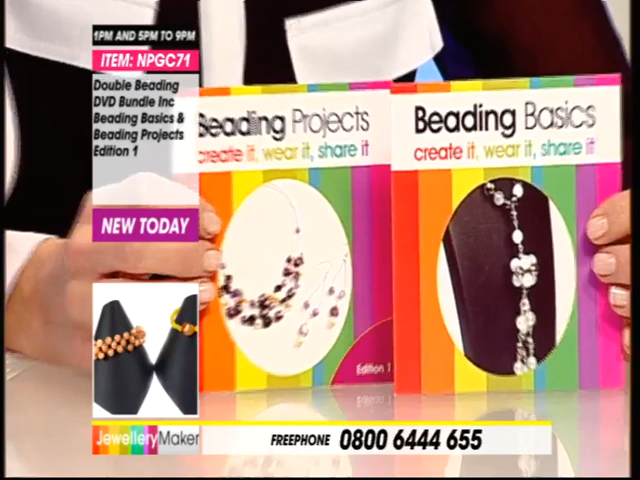 1PM AND 5PM TO 9PM
ITEM: NPGC71
Double Beading
DVD Bundle Inc
Beading Basics &
Beading Projects
Edition 1
NEW TODAY
Beading Projects
create it, wear it, share it
Edition 1
Beading Basics
create it, wear it, share it
JewelleryMaker
FREEPHONE 0800 6444 655